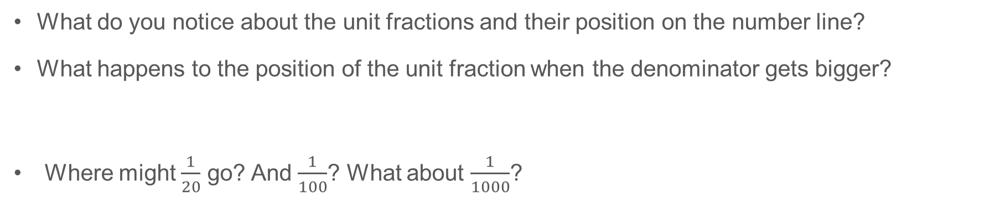 • What do you notice about the unit fractions and their position on the number line?
• What happens to the position of the unit fraction when the denominator gets bigger?
• Where might 1/20 go? And 1/100? What about 1/1000?